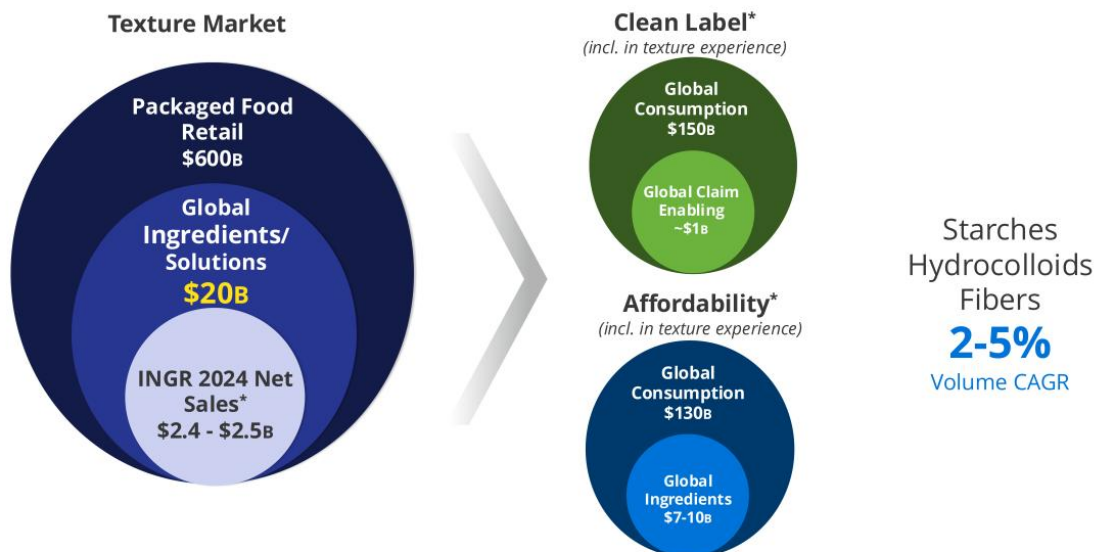 Texture Market
Packaged Food
Retail
$600B
Global
Ingredients/
Solutions
$20B
INGR 2024 Net
Sales*
$2.4 - $2.5B
Clean Label*
(incl. in texture experience)
Global
Consumption
$150B
Global Claim
Enabling
~$1B
Affordability*
(incl. in texture experience)
Global
Consumption
$130B
Global
Ingredients
$7-10B
Starches
Hydrocolloids
Fibers
2-5%
Volume CAGR